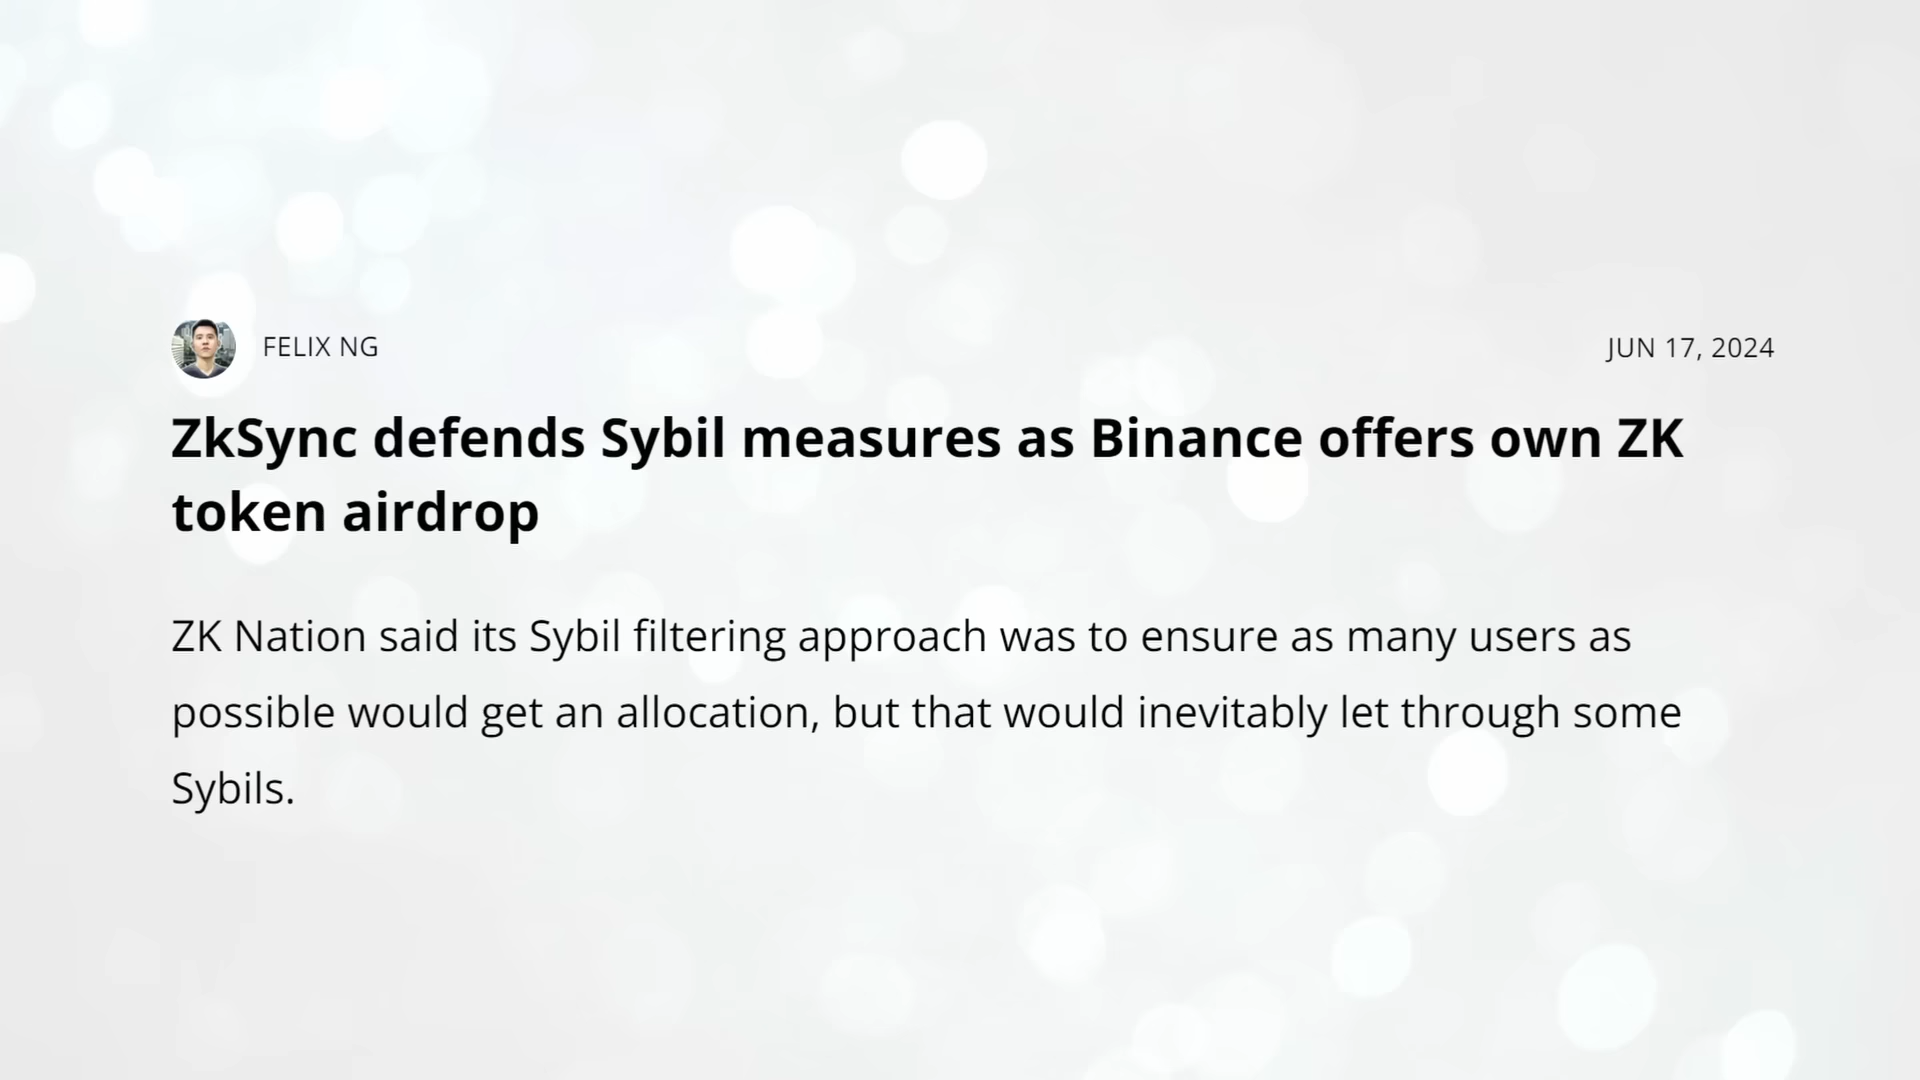 FELIX NG
JUN 17, 2024
ZkSync defends Sybil measures as Binance offers own ZK
token airdrop
ZK Nation said its Sybil filtering approach was to ensure as many users as
possible would get an allocation, but that would inevitably let through some
Sybils.